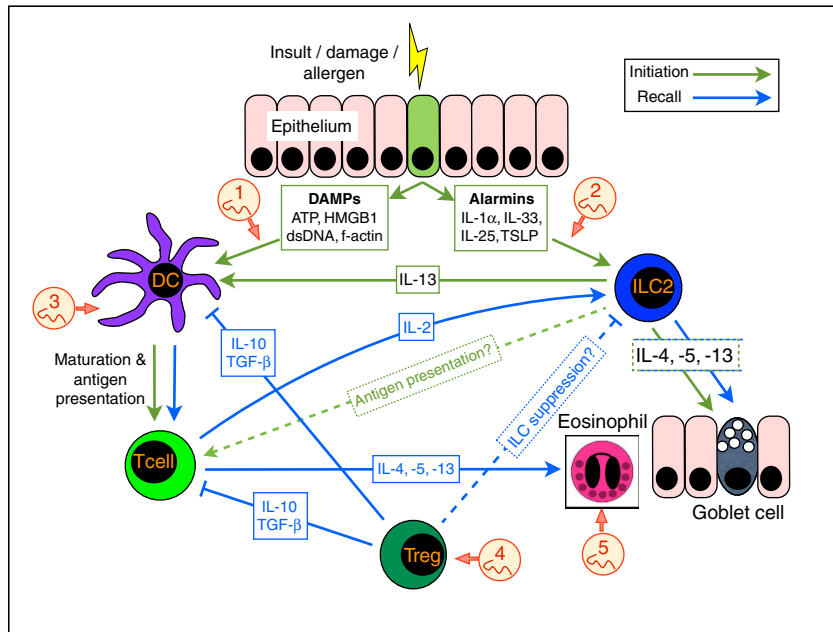 Insult / damage /
allergen
Initiation
Recall
Epithelium
1
DAMPs
ATP, HMGB1
dsDNA, f-actin
Alarmins
IL-1α, IL-33,
IL-25, TSLP
2
DC
IL-13
ILC2
3
IL-2
IL-10
TGF-β
Antigen presentation?
ILC suppression?
IL-4, -5, -13
Maturation &
antigen
presentation
Eosinophil
Tcell
IL-4, -5, -13
Goblet cell
IL-10
TGF-β
Treg
4
5